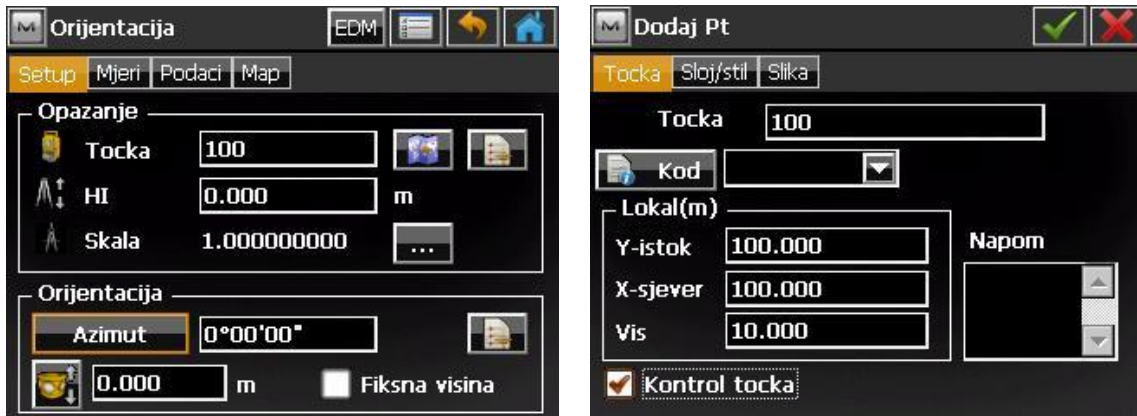 Orijentacija EDM
Setup Mjeri Podaci Map
Opazanje
Tocka 100
HI 0.000 m
Skala 1.000000000 ...
Orijentacija
Azimut 0°00'00"
0.000 m Fiksna visina
Dodaj Pt
Tocka Sloj/stil Slika
Tocka 100
Kod
Lokal(m)
Y-istok 100.000
Napom
X-sjever 100.000
Vis 10.000
Kontrol tocka